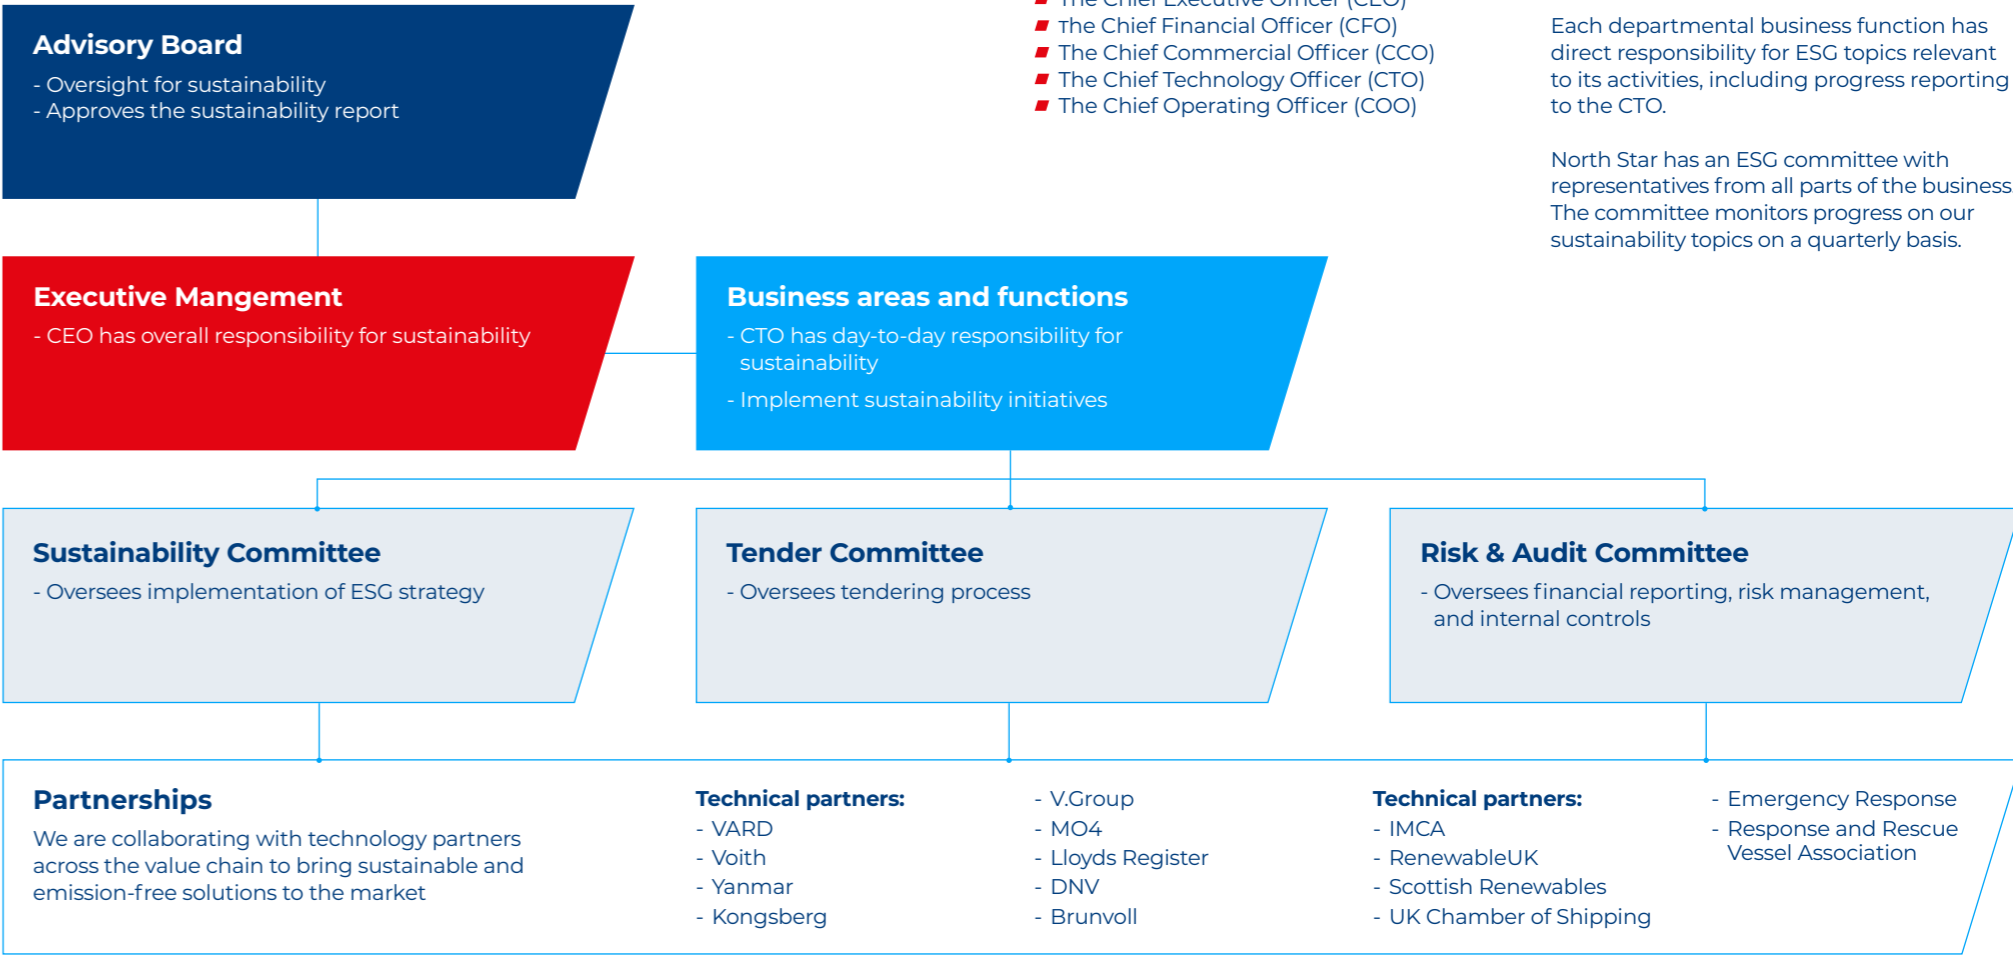 Advisory Board
- Oversight for sustainability
- Approves the sustainability report
The Chief Executive Officer (CEO)
The Chief Financial Officer (CFO)
The Chief Commercial Officer (CCO)
The Chief Technology Officer (CTO)
The Chief Operating Officer (COO)
Each departmental business function has
direct responsibility for ESG topics relevant
to its activities, including progress reporting
to the CTO.
North Star has an ESG committee with
representatives from all parts of the business
The committee monitors progress on our
sustainability topics on a quarterly basis.
Executive Mangement
- CEO has overall responsibility for sustainability
Business areas and functions
- CTO has day-to-day responsibility for
sustainability
- Implement sustainability initiatives
Sustainability Committee
- Oversees implementation of ESG strategy
Tender Committee
- Oversees tendering process
Risk & Audit Committee
- Oversees financial reporting, risk management,
and internal controls
Partnerships
We are collaborating with technology partners
across the value chain to bring sustainable and
emission-free solutions to the market
Technical partners:
- VARD
- Voith
- Yanmar
- Kongsberg
- V.Group
- MO4
- Lloyds Register
- DNV
- Brunvoll
Technical partners:
- IMCA
- RenewableUK
- Scottish Renewables
- UK Chamber of Shipping
- Emergency Response
- Response and Rescue
Vessel Association